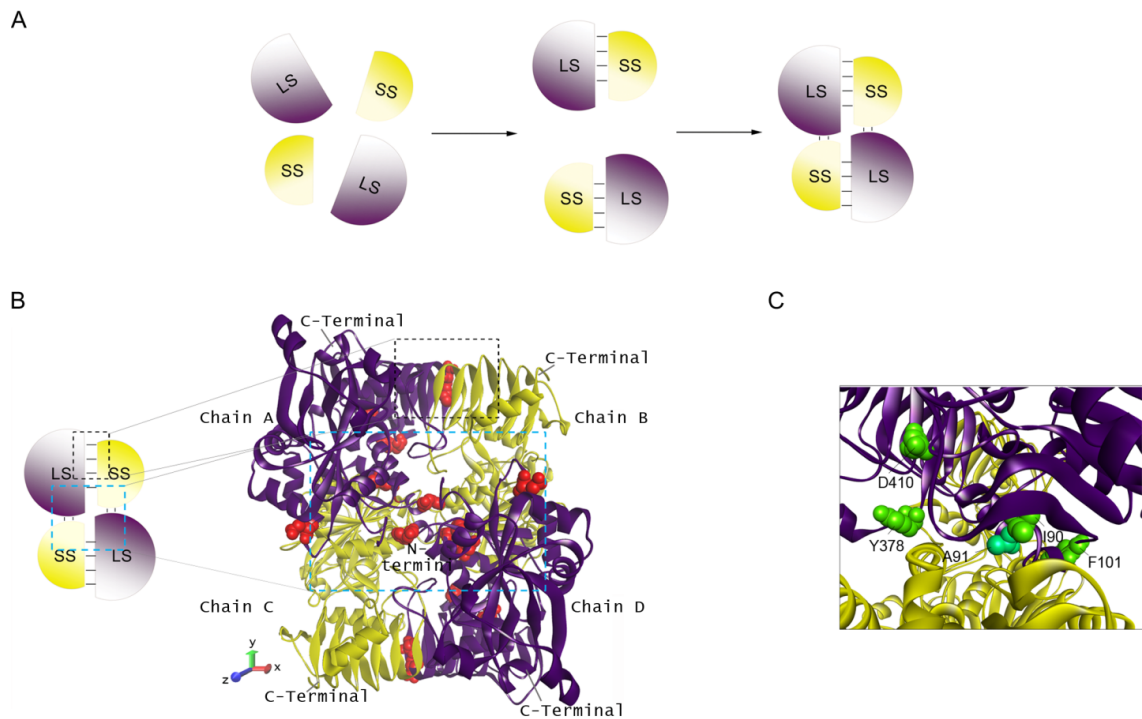 A
LS
SS
SS
LS
LS
SS
SS
LS
LS
SS
SS
LS
B
C-Terminal
C-Terminal
Chain A
Chain B
LS
SS
SS
LS
N-
termini
Chain C
Chain D
y
x
z
C-Terminal
C-Terminal
C
D410
Y378
A91
I90
F101